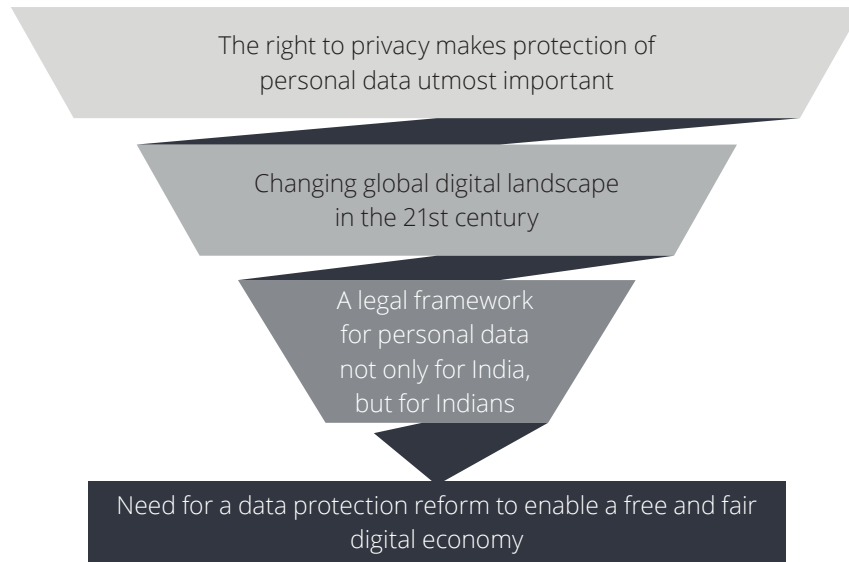 The right to privacy makes protection of
personal data utmost important
Changing global digital landscape
in the 21st century
A legal framework
for personal data
not only for India,
but for Indians
Need for a data protection reform to enable a free and fair
digital economy